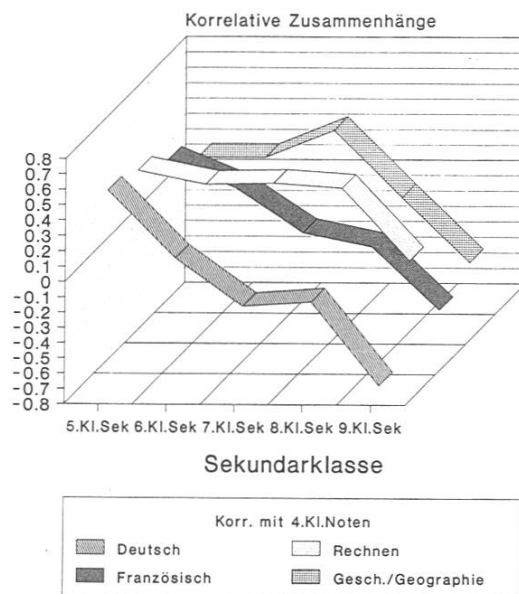 Korrelative Zusammenhänge
0.8
0.7
0.6
0.5
0.4
0.3
0.2
0.1
0
-0.1
-0.2
-0.3
-0.4
-0.5
-0.6
-0.7
-0.8
5.Kl.Sek 6.Kl.Sek 7.Kl.Sek 8.Kl.Sek 9.Kl.Sek
Sekundarklasse
Korr. mit 4.Kl.Noten
Deutsch Rechnen
Französisch Gesch./Geographie